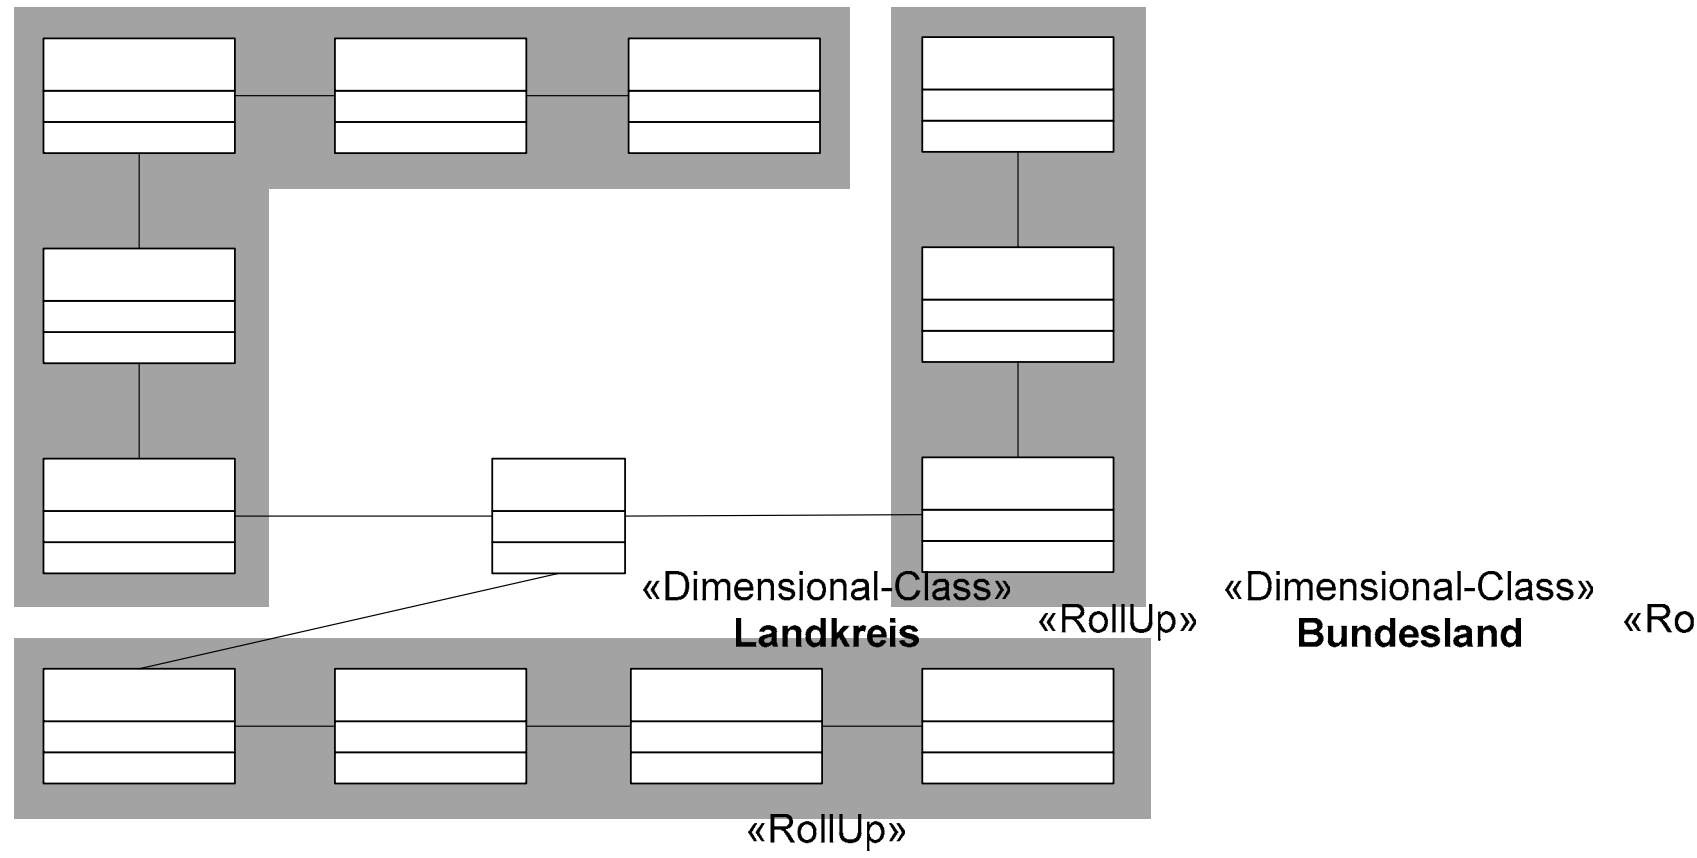 «Dimensional-Class» «Dimensional-Class»
«RollUp» «Ro
Landkreis Bundesland
«RollUp»